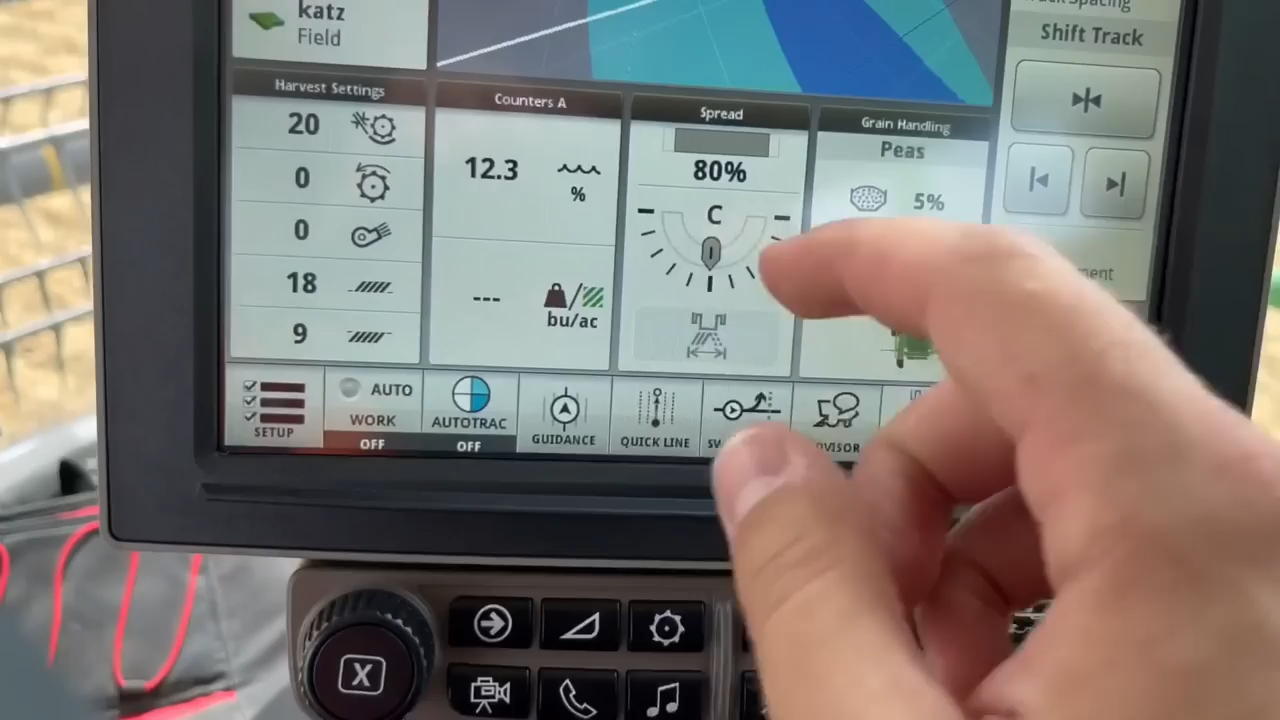 katz
Field
Shift Track
Harvest Settings
20
0
0
18
9
Counters A
12.3
%
---
bu/ac
Spread
80%
C
Grain Handling
Peas
5%
SETUP
AUTO
WORK
OFF
AUTOTRAC
OFF
GUIDANCE
QUICK LINE
X